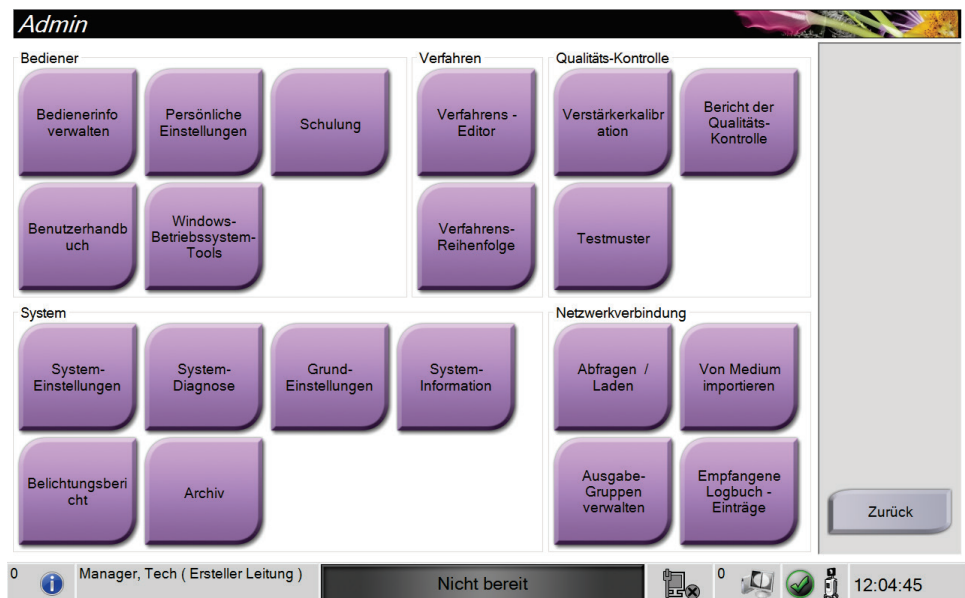 Admin
Bediener
Bedienerinfo
verwalten
Persönliche
Einstellungen
Schulung
Benutzerhandb
uch
Windows-
Betriebssystem-
Tools
Verfahren
Verfahrens -
Editor
Verfahrens-
Reihenfolge
Qualitäts-Kontrolle
Verstärkerkalibr
ation
Bericht der
Qualitäts-
Kontrolle
Testmuster
System
System-
Einstellungen
System-
Diagnose
Grund-
Einstellungen
System-
Information
Belichtungsberi
cht
Archiv
Netzwerkverbindung
Abfragen / 
Laden
Von Medium
importieren
Ausgabe-
Gruppen
verwalten
Empfangene
Logbuch -
Einträge
Zurück
0
Manager, Tech ( Ersteller Leitung )
Nicht bereit
0
12:04:45